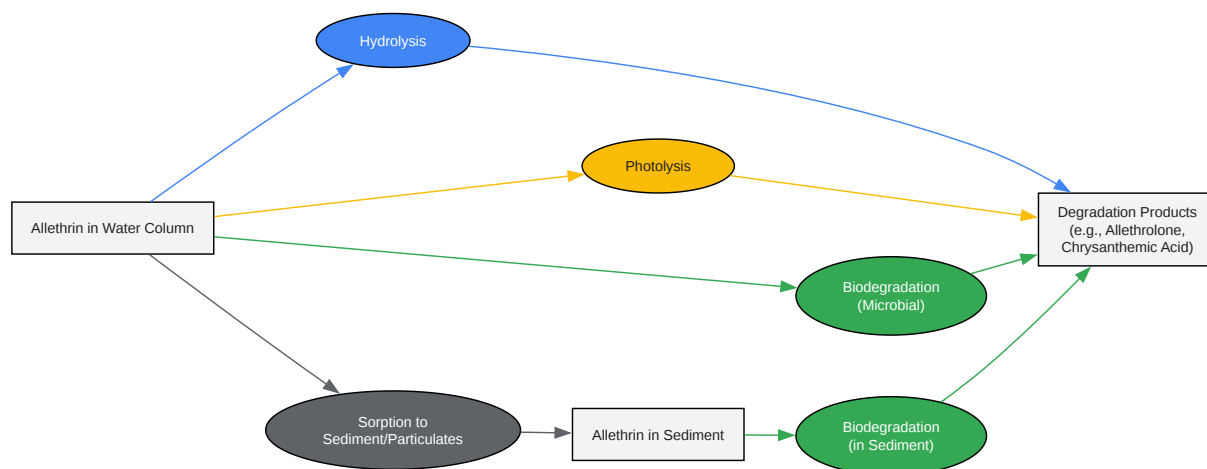 Hydrolysis
Photolysis
Allethrin in Water Column
Degradation Products
(e.g., Allethrolone,
Chrysanthemic Acid)
Biodegradation
(Microbial)
Sorption to
Sediment/Particulates
Allethrin in Sediment
Biodegradation
(in Sediment)